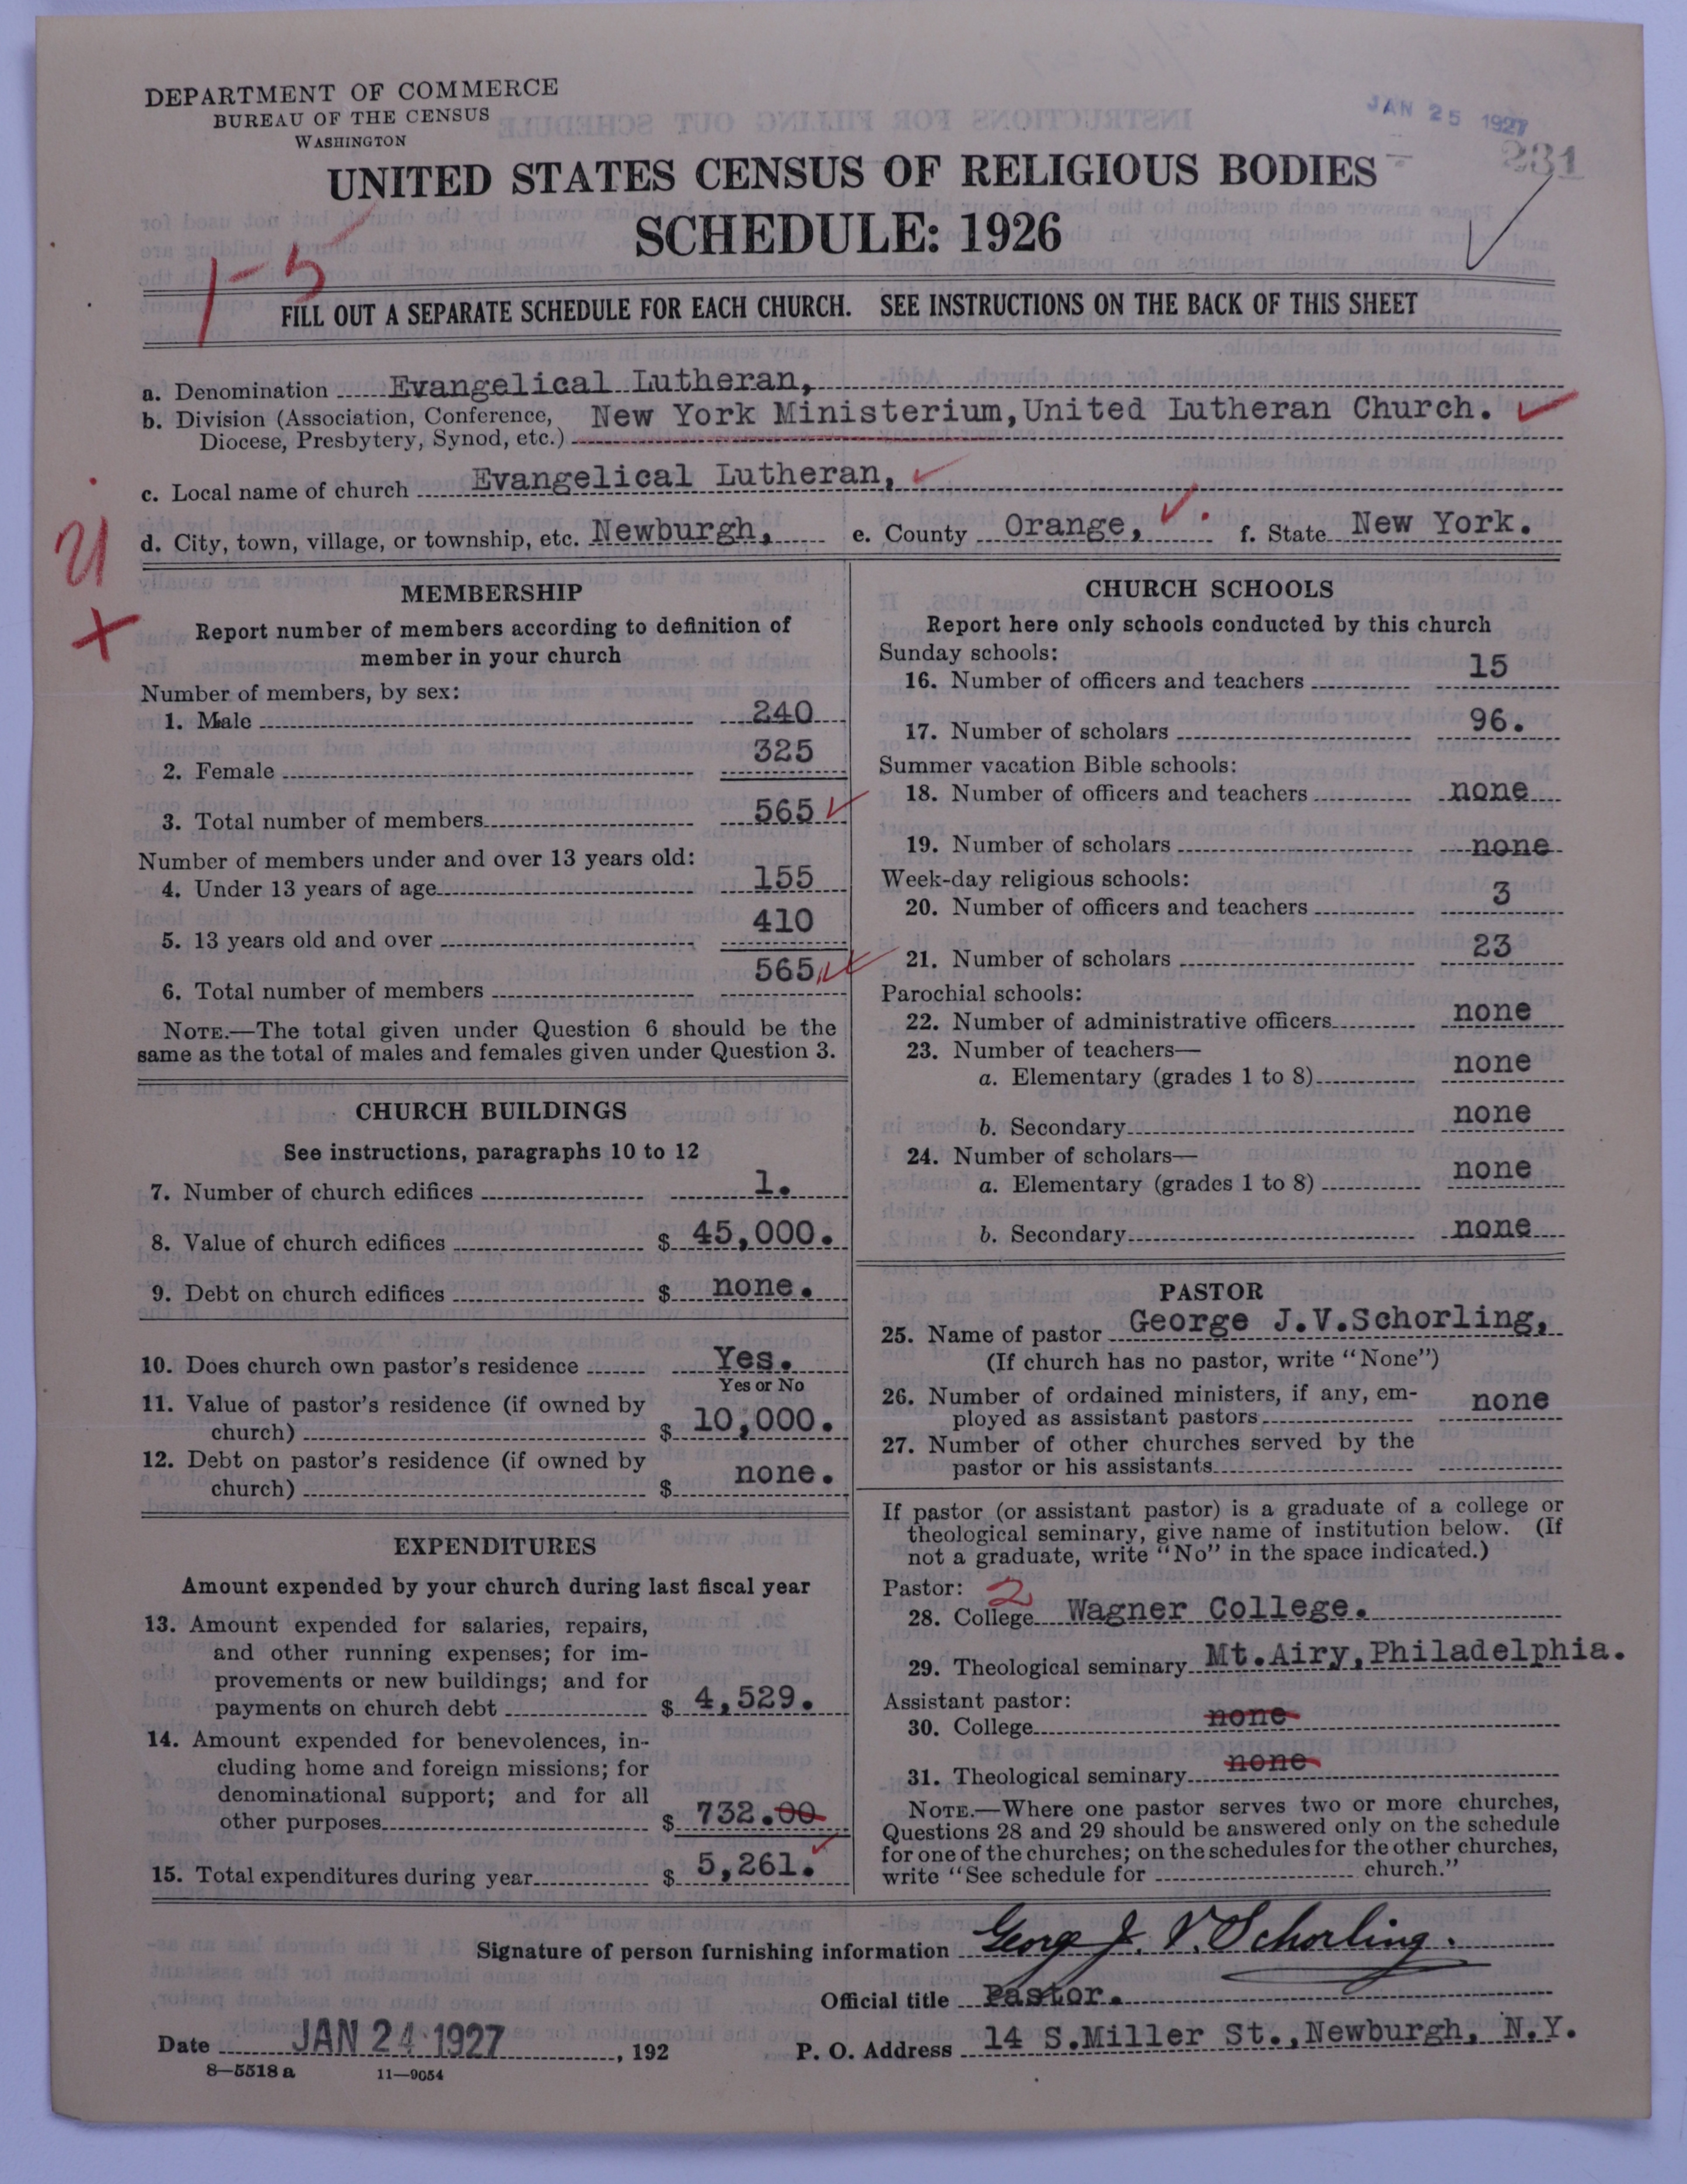 DEPARTMENT OF COMMERCE
BUREAU OF THE CENSUS
WASHINGTON
JAN 25 1927
231
UNITED STATES CENSUS OF RELIGIOUS BODIES
SCHEDULE: 1926
1-5
FILL OUT A SEPARATE SCHEDULE FOR EACH CHURCH. SEE INSTRUCTIONS ON THE BACK OF THIS SHEET
a. Denomination Evangelical Lutheran,
b. Division (Association, Conference, Diocese, Presbytery, Synod, etc.) New York Ministerium, United Lutheran Church.
c. Local name of church Evangelical Lutheran,
d. City, town, village, or township, etc. Newburgh, e. County Orange, f. State New York.
MEMBERSHIP
Report number of members according to definition of
member in your church
Number of members, by sex:
1. Male 240
2. Female 325
3. Total number of members 565
Number of members under and over 13 years old:
4. Under 13 years of age 155
5. 13 years old and over 410
6. Total number of members 565
NOTE.—The total given under Question 6 should be the
same as the total of males and females given under Question 3.
CHURCH BUILDINGS
See instructions, paragraphs 10 to 12
7. Number of church edifices 1.
8. Value of church edifices $ 45,000.
9. Debt on church edifices $ none.
10. Does church own pastor's residence Yes.
Yes or No
11. Value of pastor's residence (if owned by
church) $ 10,000.
12. Debt on pastor's residence (if owned by
church) $ none.
EXPENDITURES
Amount expended by your church during last fiscal year
13. Amount expended for salaries, repairs,
and other running expenses; for im-
provements or new buildings; and for
payments on church debt $ 4,529.
14. Amount expended for benevolences, in-
cluding home and foreign missions; for
denominational support; and for all
other purposes $ 732.00
15. Total expenditures during year $ 5,261.
CHURCH SCHOOLS
Report here only schools conducted by this church
Sunday schools:
16. Number of officers and teachers 15
17. Number of scholars 96.
Summer vacation Bible schools:
18. Number of officers and teachers none
19. Number of scholars none
Week-day religious schools:
20. Number of officers and teachers 3
21. Number of scholars 23
Parochial schools:
22. Number of administrative officers none
23. Number of teachers—
a. Elementary (grades 1 to 8) none
b. Secondary none
24. Number of scholars—
a. Elementary (grades 1 to 8) none
b. Secondary none
PASTOR
25. Name of pastor George J.V.Schorling,
(If church has no pastor, write "None")
26. Number of ordained ministers, if any, em-
ployed as assistant pastors none
27. Number of other churches served by the
pastor or his assistants
If pastor (or assistant pastor) is a graduate of a college or
theological seminary, give name of institution below. (If
not a graduate, write "No" in the space indicated.)
Pastor: 2
28. College Wagner College.
29. Theological seminary Mt.Airy,Philadelphia.
Assistant pastor:
30. College none
31. Theological seminary none
NOTE.—Where one pastor serves two or more churches,
Questions 28 and 29 should be answered only on the schedule
for one of the churches; on the schedules for the other churches,
write "See schedule for church."
Signature of person furnishing information Georg J. V. Schorling.
Official title Pastor.
Date JAN 24 1927, 192 P. O. Address 14 S.Miller St., Newburgh, N.Y.
8—5518 a 11—9054